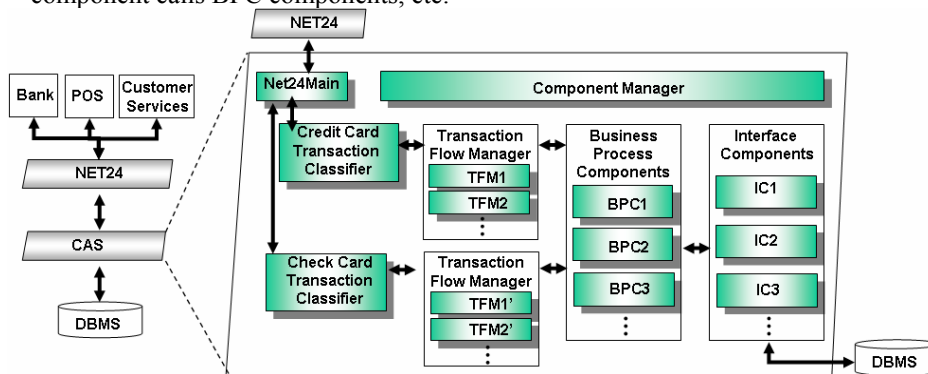 component calls BPC components, etc.
NET24
Bank
POS
Customer
Services
NET24
CAS
DBMS
Net24Main
Component Manager
Credit Card
Transaction
Classifier
Transaction
Flow Manager
TFM1
TFM2
Business
Process
Components
BPC1
BPC2
BPC3
Interface
Components
IC1
IC2
IC3
Check Card
Transaction
Classifier
Transaction
Flow Manager
TFM1'
TFM2'
DBMS